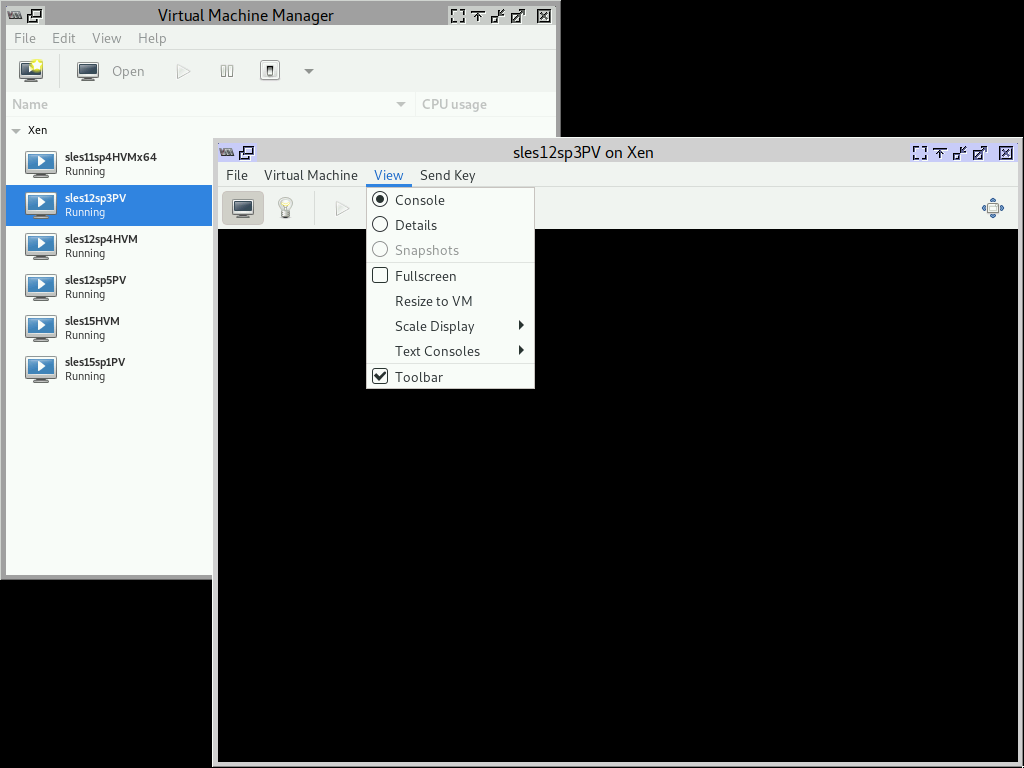 Virtual Machine Manager
File Edit View Help
Open
Name CPU usage
Xen
sles11sp4HVMx64
Running
sles12sp3PV
Running
sles12sp4HVM
Running
sles12sp5PV
Running
sles15HVM
Running
sles15sp1PV
Running
sles12sp3PV on Xen
File Virtual Machine View Send Key
Console
Details
Snapshots
Fullscreen
Resize to VM
Scale Display
Text Consoles
Toolbar